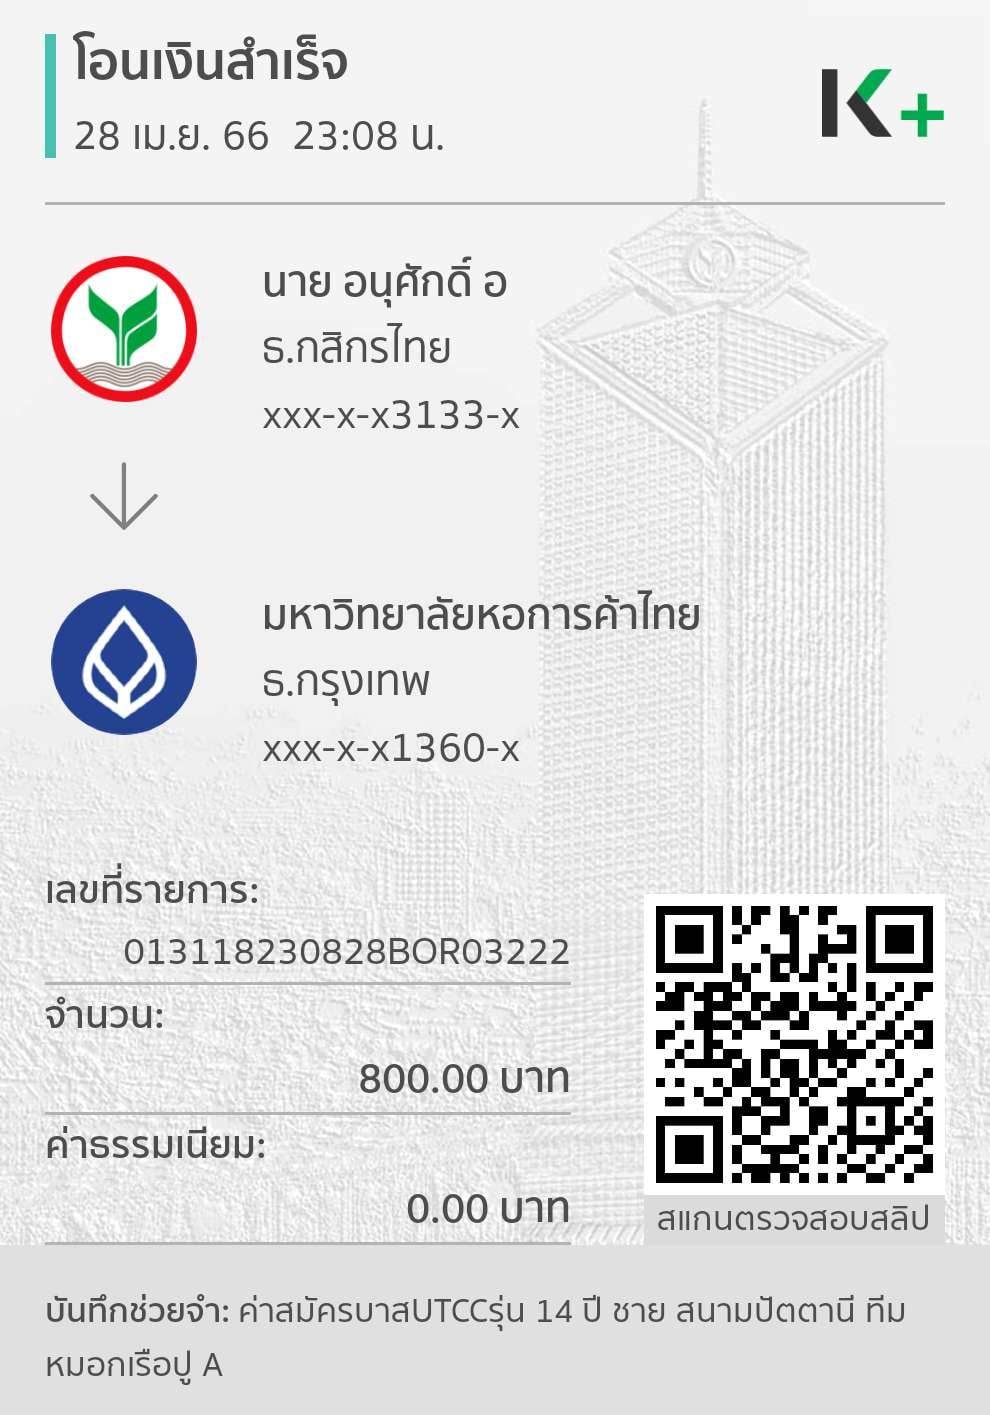 โอนเงินสำเร็จ
28 เม.ย. 66 23:08 น.
K+
นาย อนุศักดิ์ อ
ธ.กสิกรไทย
xxx-x-x3133-x
มหาวิทยาลัยหอการค้าไทย
ธ.กรุงเทพ
xxx-x-x1360-x
เลขที่รายการ:
013118230828BOR03222
จำนวน:
800.00 บาท
ค่าธรรมเนียม:
0.00 บาท
สแกนตรวจสอบสลิป
บันทึกช่วยจำ: ค่าสมัครบาสUTCCรุ่น 14 ปี ชาย สนามปัตตานี ทีม
หมอกเรือปู A